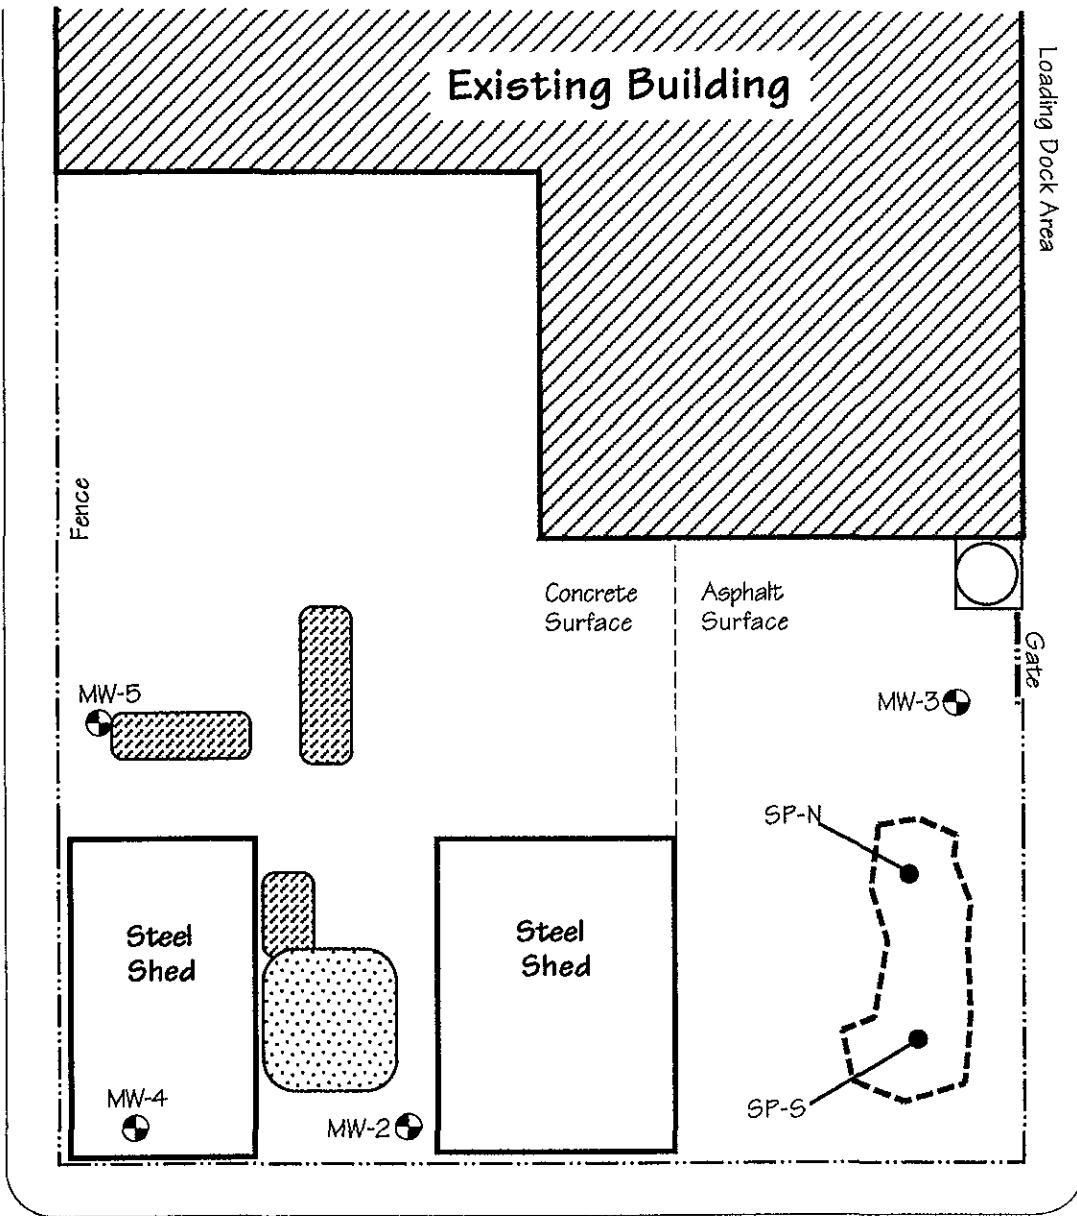 Existing Building
Loading Dock Area
Fence
Concrete
Surface
Asphalt
Surface
Gate
MW-5
MW-3
SP-N
Steel
Shed
Steel
Shed
MW-4
MW-2
SP-S